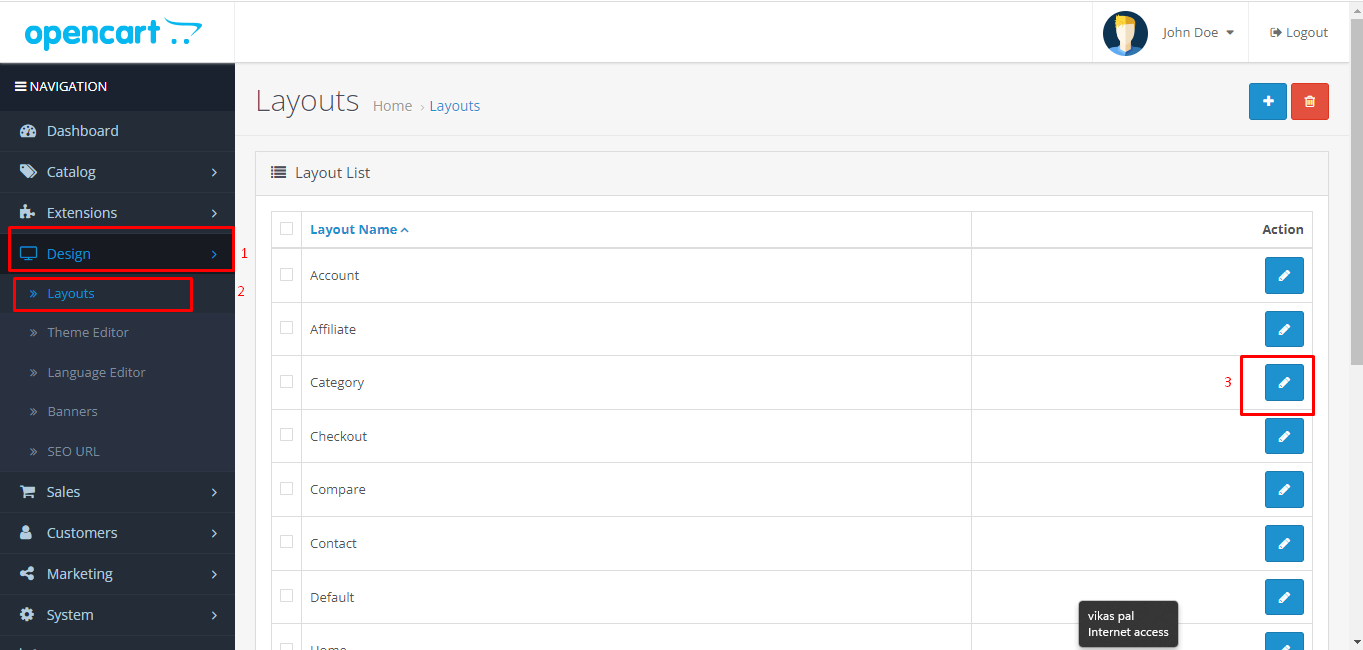 opencart
John Doe
Logout
NAVIGATION
Dashboard
Catalog
Extensions
Design
1
Layouts
2
Theme Editor
Language Editor
Banners
SEO URL
Sales
Customers
Marketing
System
Layouts
Home › Layouts
Layout List
Layout Name
Action
Account
Affiliate
Category
3
Checkout
Compare
Contact
Default
Home
vikas pal
Internet access